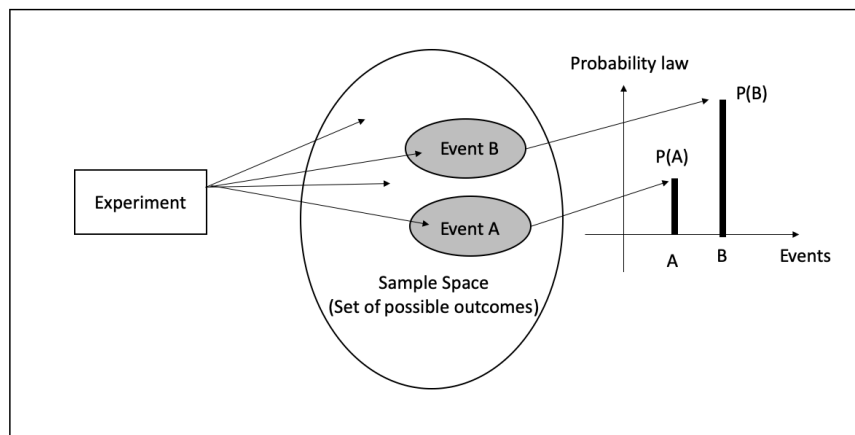 Probability law
P(B)
Event B
P(A)
Experiment
Event A
Sample Space
(Set of possible outcomes)
A
B
Events